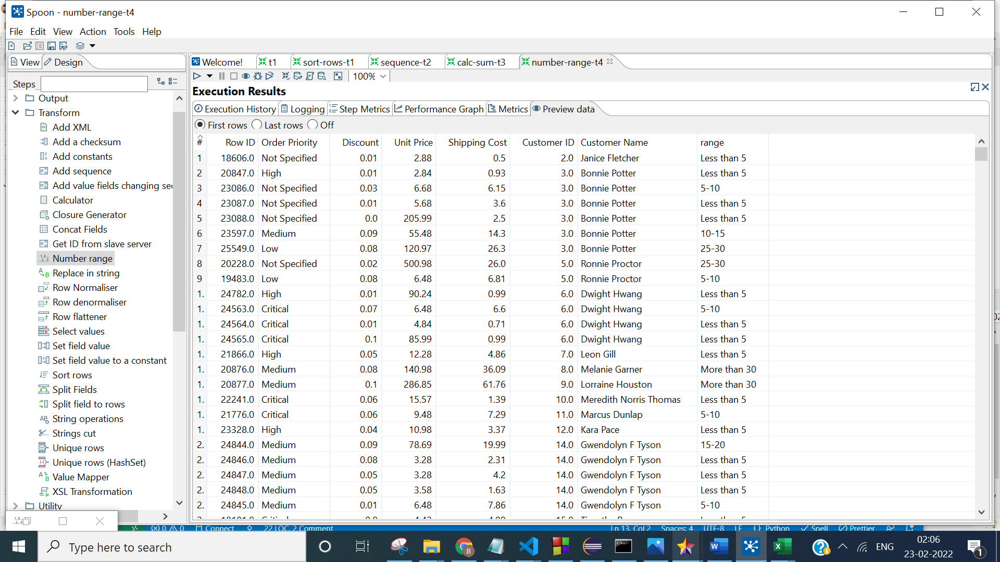 Spoon - number-range-t4
File Edit View Action Tools Help
View Design
Steps
Output
Transform
Add XML
Add a checksum
Add constants
Add sequence
Add value fields changing se
Calculator
Closure Generator
Concat Fields
Get ID from slave server
Number range
Replace in string
Row Normaliser
Row denormaliser
Row flattener
Select values
Set field value
Set field value to a constant
Sort rows
Split Fields
Split field to rows
String operations
Strings cut
Unique rows
Unique rows (HashSet)
Value Mapper
XSL Transformation
Utility
Welcome! t1 sort-rows-t1 sequence-t2 calc-sum-t3 number-range-t4
100%
Execution Results
Execution History Logging Step Metrics Performance Graph Metrics Preview data
First rows Last rows Off
# Row ID Order Priority Discount Unit Price Shipping Cost Customer ID Customer Name range
1 18606.0 Not Specified 0.01 2.88 0.5 2.0 Janice Fletcher Less than 5
2 20847.0 High 0.01 2.84 0.93 3.0 Bonnie Potter Less than 5
3 23086.0 Not Specified 0.03 6.68 6.15 3.0 Bonnie Potter 5-10
4 23087.0 Not Specified 0.01 5.68 3.6 3.0 Bonnie Potter Less than 5
5 23088.0 Not Specified 0.0 205.99 2.5 3.0 Bonnie Potter Less than 5
6 23597.0 Medium 0.09 55.48 14.3 3.0 Bonnie Potter 10-15
7 25549.0 Low 0.08 120.97 26.3 3.0 Bonnie Potter 25-30
8 20228.0 Not Specified 0.02 500.98 26.0 5.0 Ronnie Proctor 25-30
9 19483.0 Low 0.08 6.48 6.81 5.0 Ronnie Proctor 5-10
1. 24782.0 High 0.01 90.24 0.99 6.0 Dwight Hwang Less than 5
1. 24563.0 Critical 0.07 6.48 6.6 6.0 Dwight Hwang 5-10
1. 24564.0 Critical 0.01 4.84 0.71 6.0 Dwight Hwang Less than 5
1. 24565.0 Critical 0.1 85.99 0.99 6.0 Dwight Hwang Less than 5
1. 21866.0 High 0.05 12.28 4.86 7.0 Leon Gill Less than 5
1. 20876.0 Medium 0.08 140.98 36.09 8.0 Melanie Garner More than 30
1. 20877.0 Medium 0.1 286.85 61.76 9.0 Lorraine Houston More than 30
1. 22241.0 Critical 0.06 15.57 1.39 10.0 Meredith Norris Thomas Less than 5
1. 21776.0 Critical 0.06 9.48 7.29 11.0 Marcus Dunlap 5-10
1. 23328.0 High 0.04 10.98 3.37 12.0 Kara Pace Less than 5
2. 24844.0 Medium 0.09 78.69 19.99 14.0 Gwendolyn F Tyson 15-20
2. 24846.0 Medium 0.08 3.28 2.31 14.0 Gwendolyn F Tyson Less than 5
2. 24847.0 Medium 0.05 3.28 4.2 14.0 Gwendolyn F Tyson Less than 5
2. 24848.0 Medium 0.05 3.58 1.63 14.0 Gwendolyn F Tyson Less than 5
2. 24845.0 Medium 0.01 6.48 7.86 14.0 Gwendolyn F Tyson 5-10
0 0 Connect 22 LOC, 2 Comment Ln 13, Col 2 Spaces: 4 UTF-8 LF Python Spell Prettier
Type here to search
ENG
02:06
23-02-2022
1